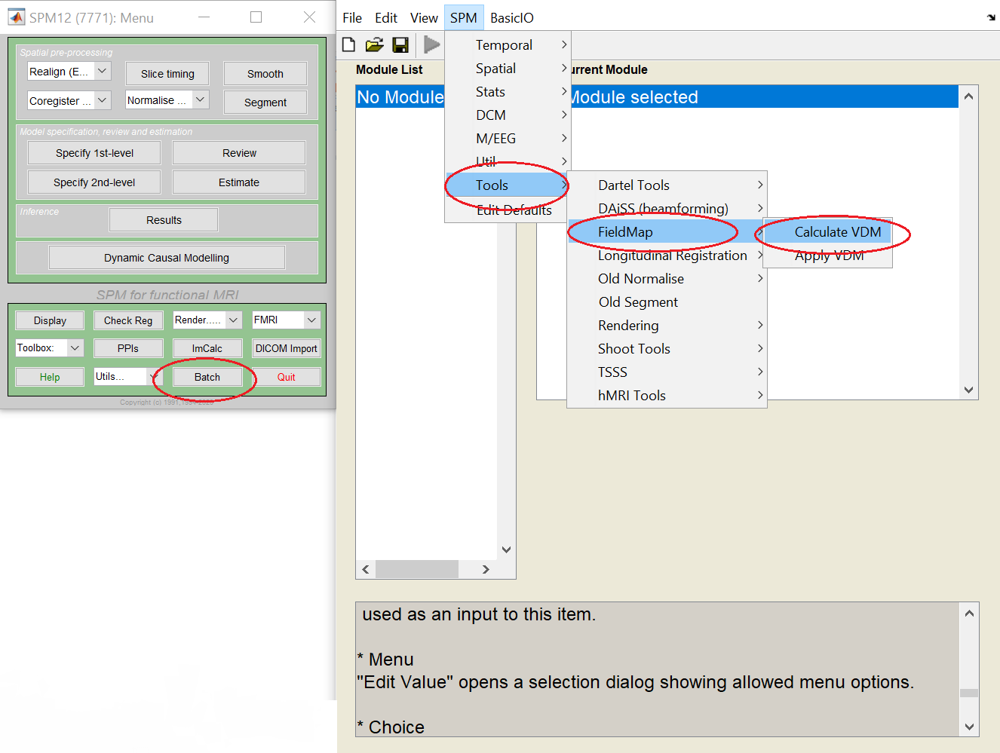 SPM12 (7771): Menu
Spatial pre-processing
Realign (E...
Slice timing
Smooth
Coregister ...
Normalise ...
Segment
Model specification, review and estimation
Specify 1st-level
Review
Specify 2nd-level
Estimate
Inference
Results
Dynamic Causal Modelling
SPM for functional MRI
Display
Check Reg
Render.....
FMRI
Toolbox:
PPIs
ImCalc
DICOM Import
Help
Utils...
Batch
Quit
Copyright (c) 1991,
File Edit View SPM BasicIO
Module List
urrent Module
No Module
Module selected
Temporal
Spatial
Stats
DCM
M/EEG
Util
Tools
Edit Defaults
Dartel Tools
DAiSS (beamforming)
FieldMap
Longitudinal Registration
Old Normalise
Old Segment
Rendering
Shoot Tools
TSSS
hMRI Tools
Calculate VDM
Apply VDM
used as an input to this item.
* Menu
"Edit Value" opens a selection dialog showing allowed menu options.
* Choice